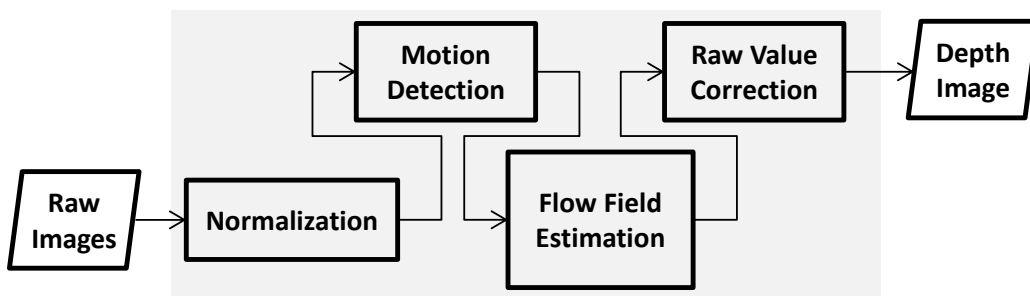 Raw
Images
Normalization
Motion
Detection
Flow Field
Estimation
Raw Value
Correction
Depth
Image